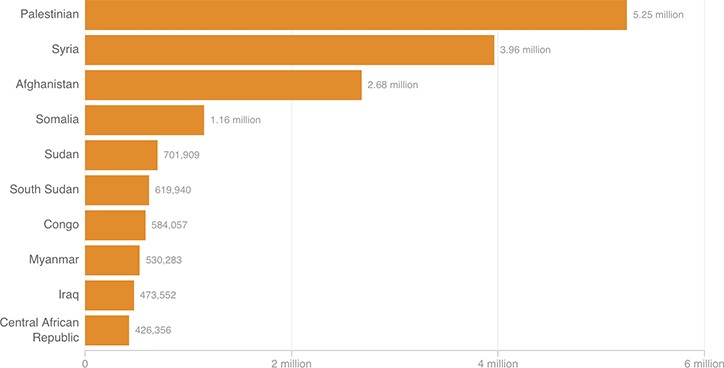 Palestinian 5.25 million
Syria 3.96 million
Afghanistan 2.68 million
Somalia 1.16 million
Sudan 701,909
South Sudan 619,940
Congo 584,057
Myanmar 530,283
Iraq 473,552
Central African
Republic 426,356
0 2 million 4 million 6 million